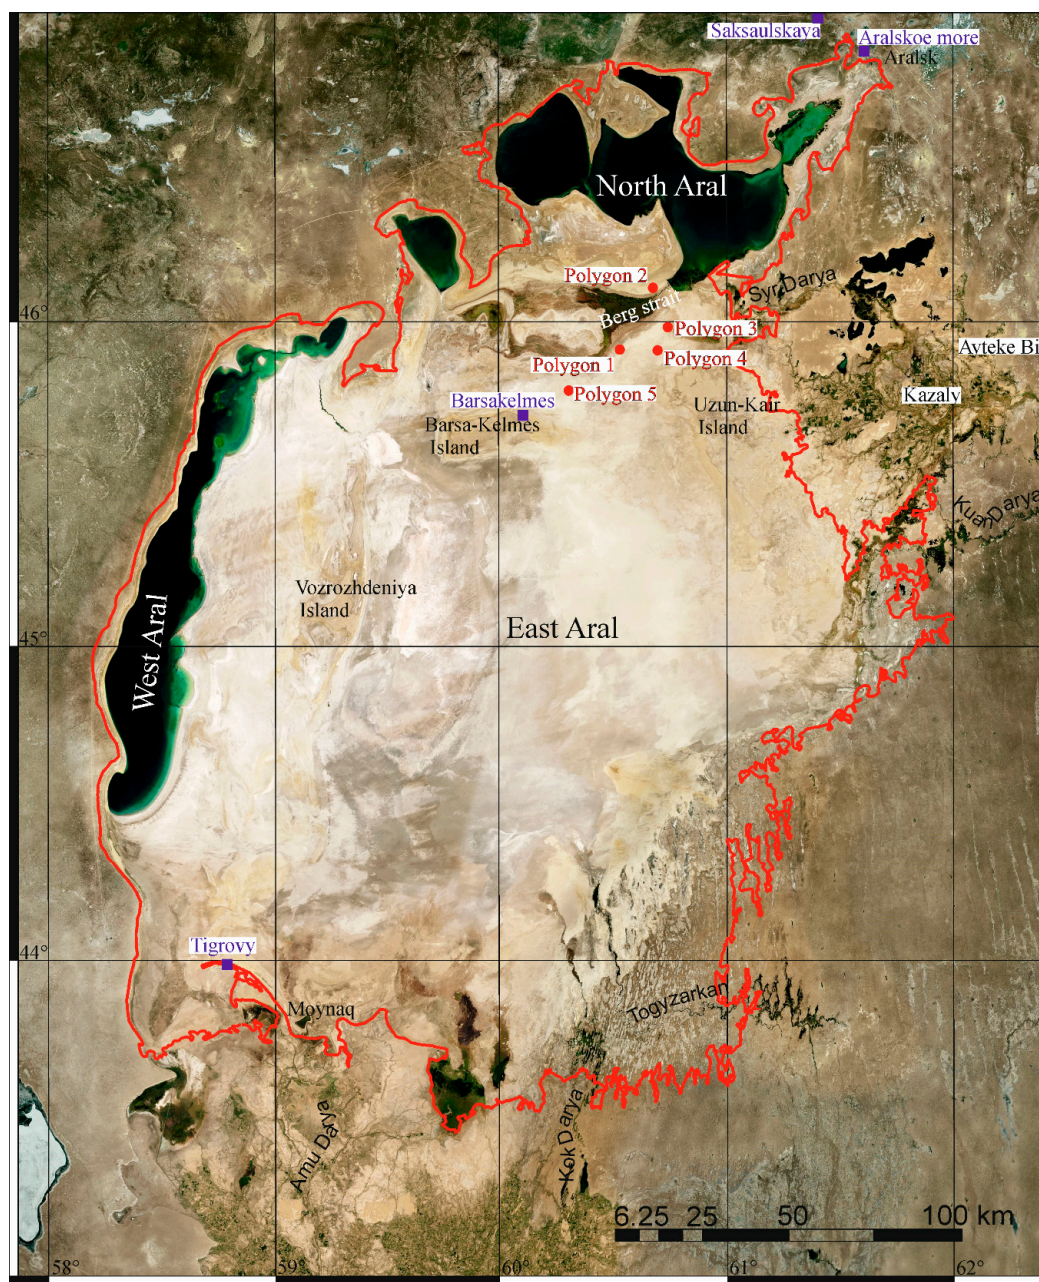 Saksaulskaya
Aralskoe more
Aralsk
North Aral
Polygon 2
Syr Darya
Berg strait
46°
Polygon 3
Ayteke Bi
Polygon 1
Polygon 4
Kazaly
Barsakelmes
Polygon 5
Uzun-Kair
Island
Barsa-Kelmes
Island
Kuan Darya
Vozrozhdeniya
Island
East Aral
45°
West Aral
44°
Tigrovy
Moynaq
Togyzarkan
Amu Darya
Kok Darya
6.25 25 50 100 km
58° 59° 60° 61° 62°